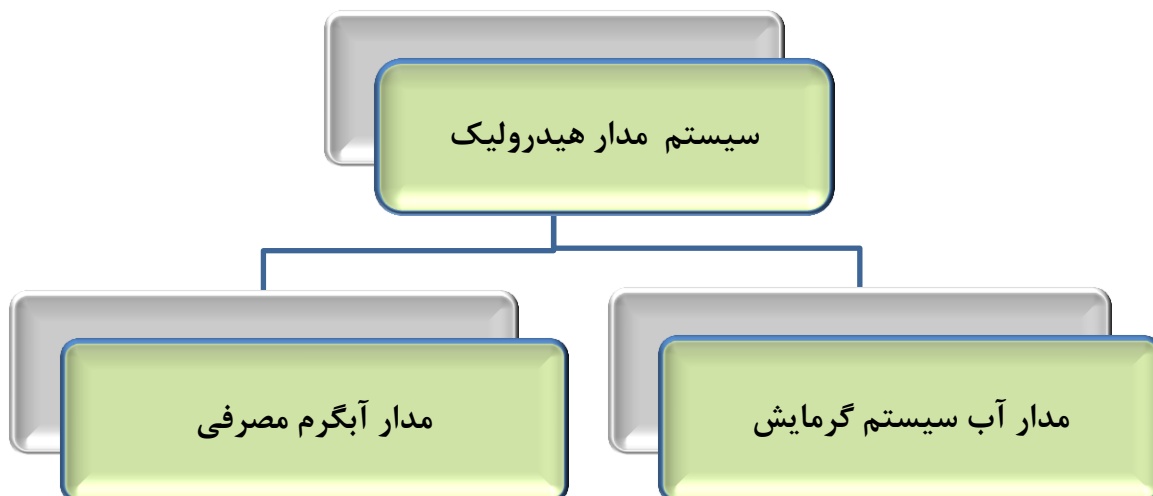 سیستم مدار هیدرولیک
مدار آب سیستم گرمایش
مدار آبگرم مصرفی